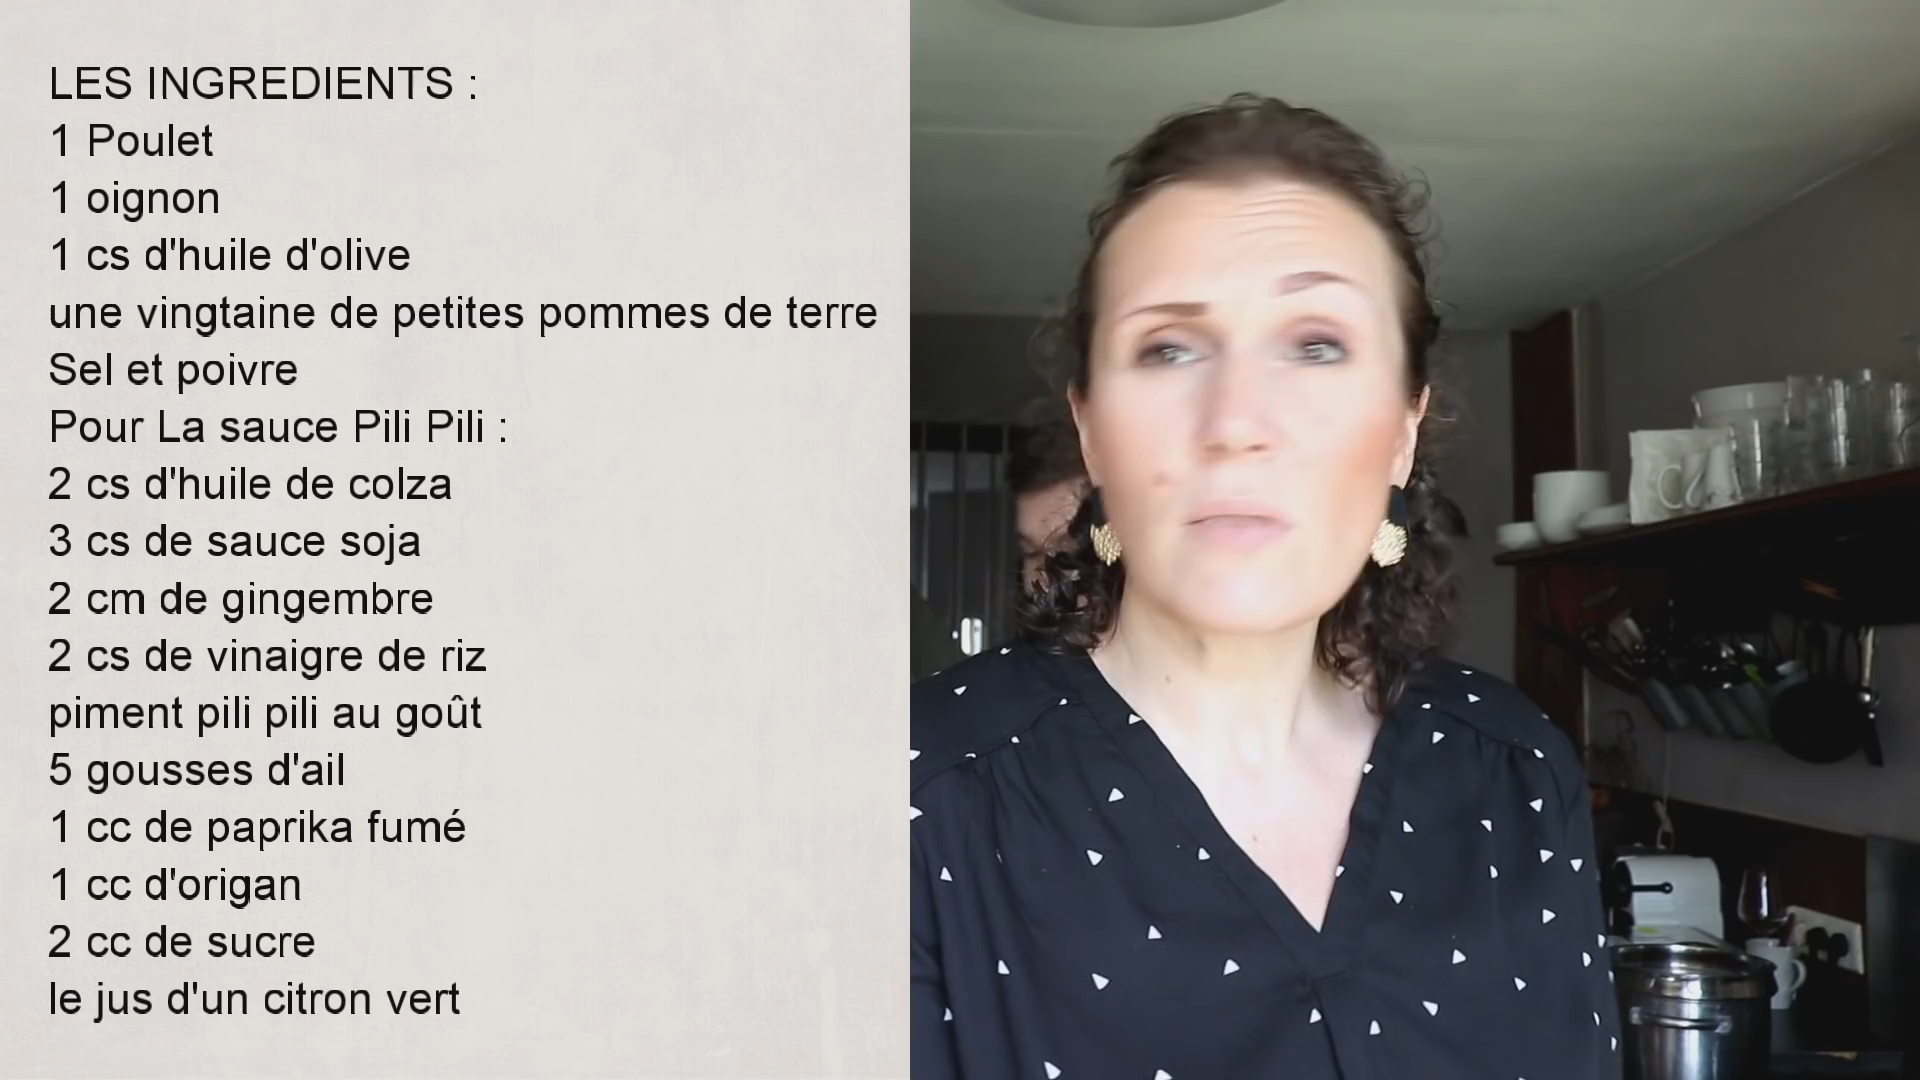 LES INGREDIENTS :
1 Poulet
1 oignon
1 cs d'huile d'olive
une vingtaine de petites pommes de terre
Sel et poivre
Pour La sauce Pili Pili :
2 cs d'huile de colza
3 cs de sauce soja
2 cm de gingembre
2 cs de vinaigre de riz
piment pili pili au goût
5 gousses d'ail
1 cc de paprika fumé
1 cc d'origan
2 cc de sucre
le jus d'un citron vert